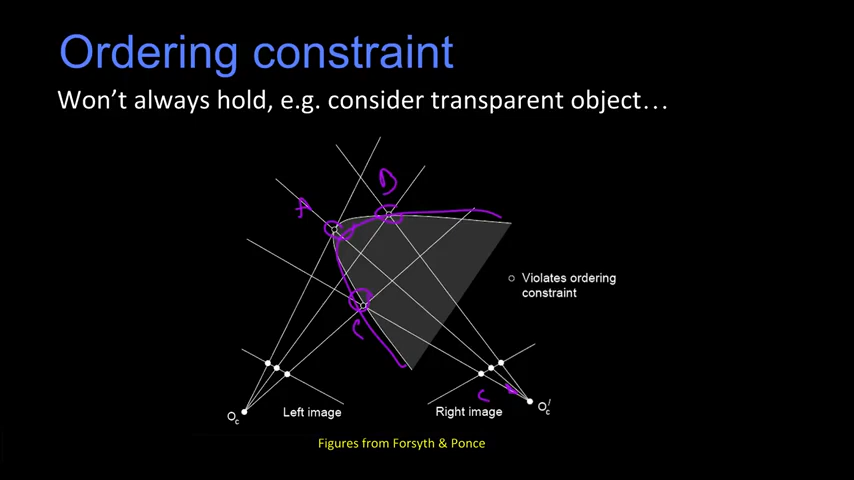 Ordering constraint
Won't always hold, e.g. consider transparent object…
D
A
Violates ordering
constraint
C
C
Left image
Right image
Oc
O'c
Figures from Forsyth & Ponce